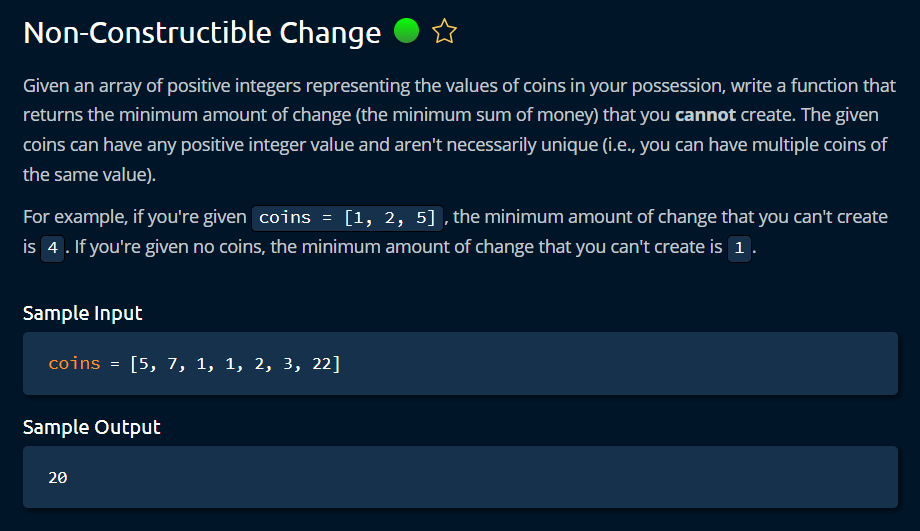 Non-Constructible Change
Given an array of positive integers representing the values of coins in your possession, write a function that
returns the minimum amount of change (the minimum sum of money) that you cannot create. The given
coins can have any positive integer value and aren't necessarily unique (i.e., you can have multiple coins of
the same value).
For example, if you're given coins = [1, 2, 5] , the minimum amount of change that you can't create
is 4 . If you're given no coins, the minimum amount of change that you can't create is 1 .
Sample Input
coins = [5, 7, 1, 1, 2, 3, 22]
Sample Output
20